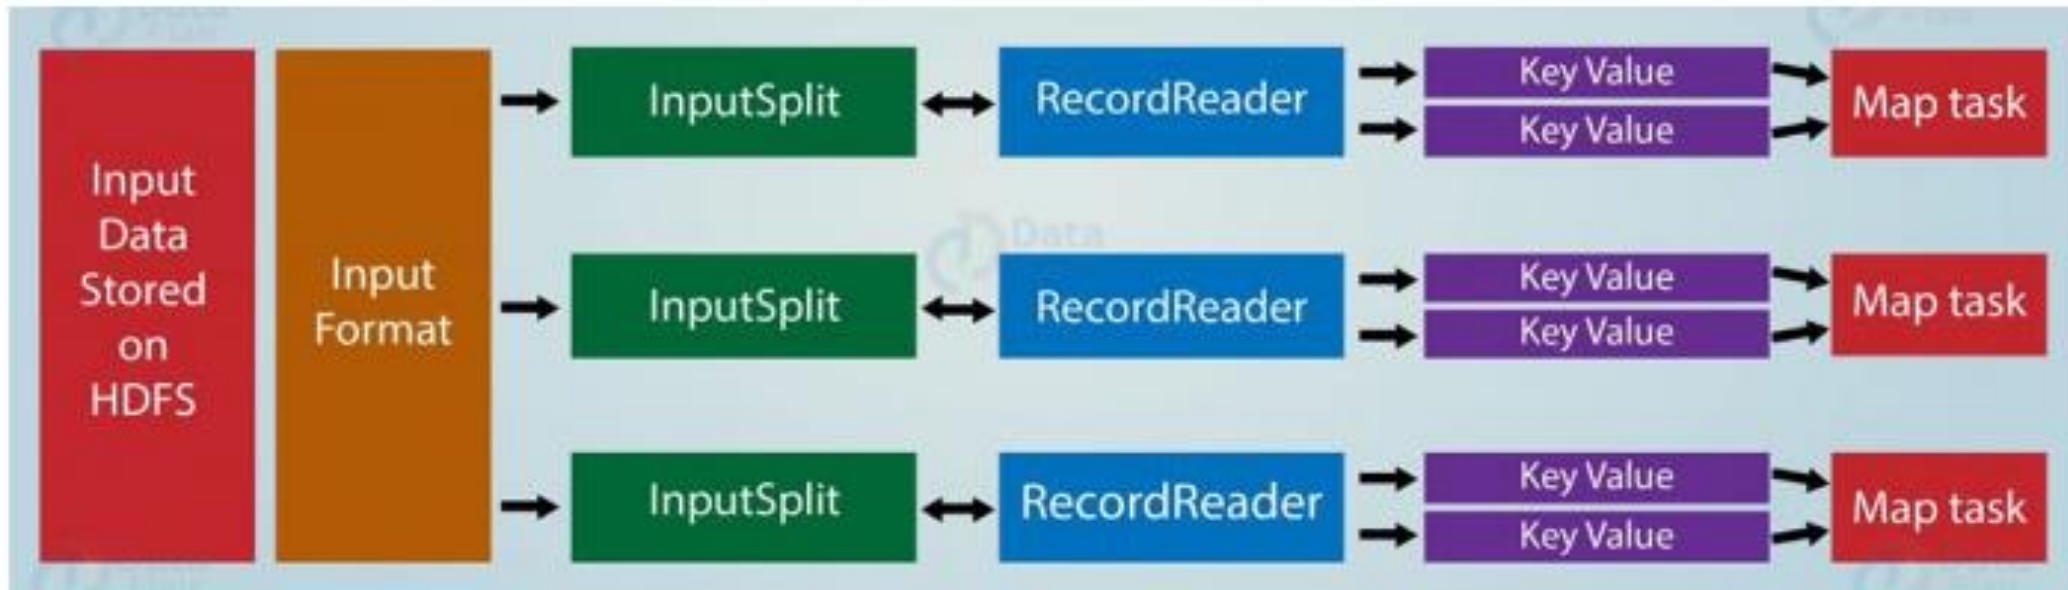 Input
Data
Stored
on
HDFS
Input
Format
InputSplit
RecordReader
Key Value
Key Value
Map task
InputSplit
RecordReader
Key Value
Key Value
Map task
InputSplit
RecordReader
Key Value
Key Value
Map task
Data